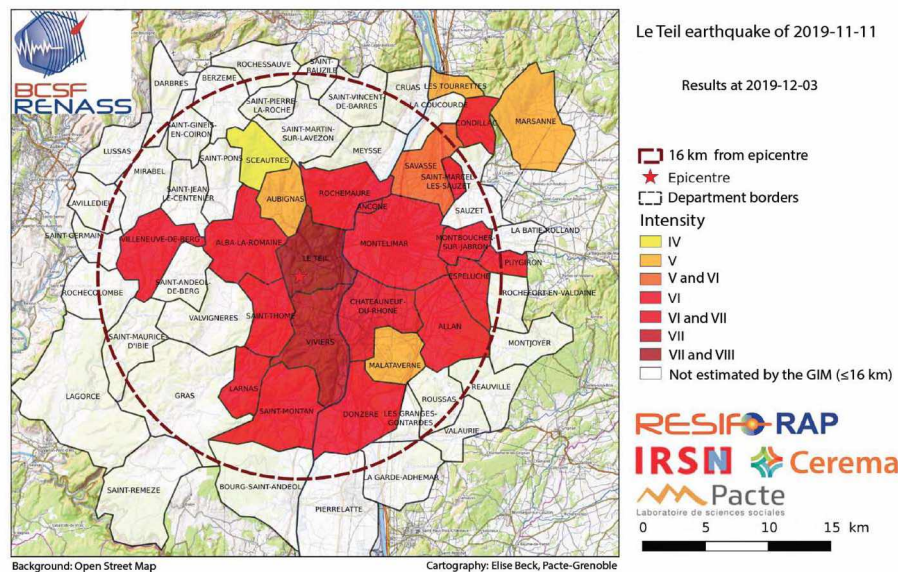 BCSF
RENASS
ROCHESSAUVE
SAINT-
BAUZILE
DARBRES
BERZEME
CRUAS
LES TOURRETTES
SAINT-PIERRE-
LA-ROCHE
SAINT-VINCENT-
DE-BARRES
LA COUCOURDE
CONDILLAC
MARSANNE
SAINT-GINEIS-
EN-COIRON
SAINT-MARTIN-
SUR-LAVEZON
LUSSAS
SAINT-PONS
SCEAUTRES
MEYSSE
SAVASSE
MIRABEL
SAINT-MARCEL-
LES-SAUZET
SAINT-JEAN
LE-CENTENIER
AUBIGNAS
ROCHEMAURE
ANCONE
SAUZET
LAVILLEDIEU
SAINT-GERMAIN
VILLENEUVE-DE-BERG
ALBA-LA-ROMAINE
MONTELIMAR
MONTBOUCHER-
SUR-JABRON
LA BATIE-ROLLAND
LE TEIL
PUYGIRON
ESPELUCHE
ROCHECOLOMBE
SAINT-ANDEOL-
DE-BERG
ROCHEFORT-EN-VALDAINE
CHATEAUNEUF-
DU-RHONE
VALVIGNERES
SAINT-THOME
ALLAN
SAINT-MAURICE-
D'IBIE
VIVIERS
MONTJOYER
MALATAVERNE
LARNAS
REAUVILLE
LAGORCE
GRAS
ROUSSAS
SAINT-MONTAN
DONZERE
LES GRANGES-
GONTARDES
VALAURIE
LA GARDE-ADHEMAR
SAINT-REMEZE
BOURG-SAINT-ANDEOL
PIERRELATTE
Background: Open Street Map
Cartography: Elise Beck, Pacte-Grenoble
Le Teil earthquake of 2019-11-11
Results at 2019-12-03
16 km from epicentre
Epicentre
Department borders
Intensity
IV
V
V and VI
VI
VI and VII
VII
VII and VIII
Not estimated by the GIM (≤16 km)
RESIF-RAP
IRSN
Cerema
Pacte
Laboratoire de sciences sociales
0 5 10 15 km